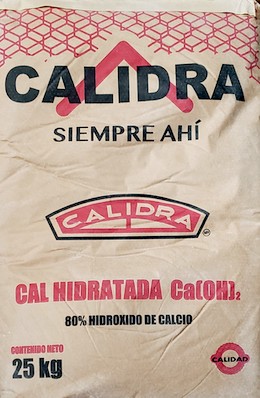 CALIDRA
SIEMPRE AHÍ
CALIDRA
CAL HIDRATADA Ca(OH)₂
80% HIDROXIDO DE CALCIO
CONTENIDO NETO
25 kg
CALIDAD